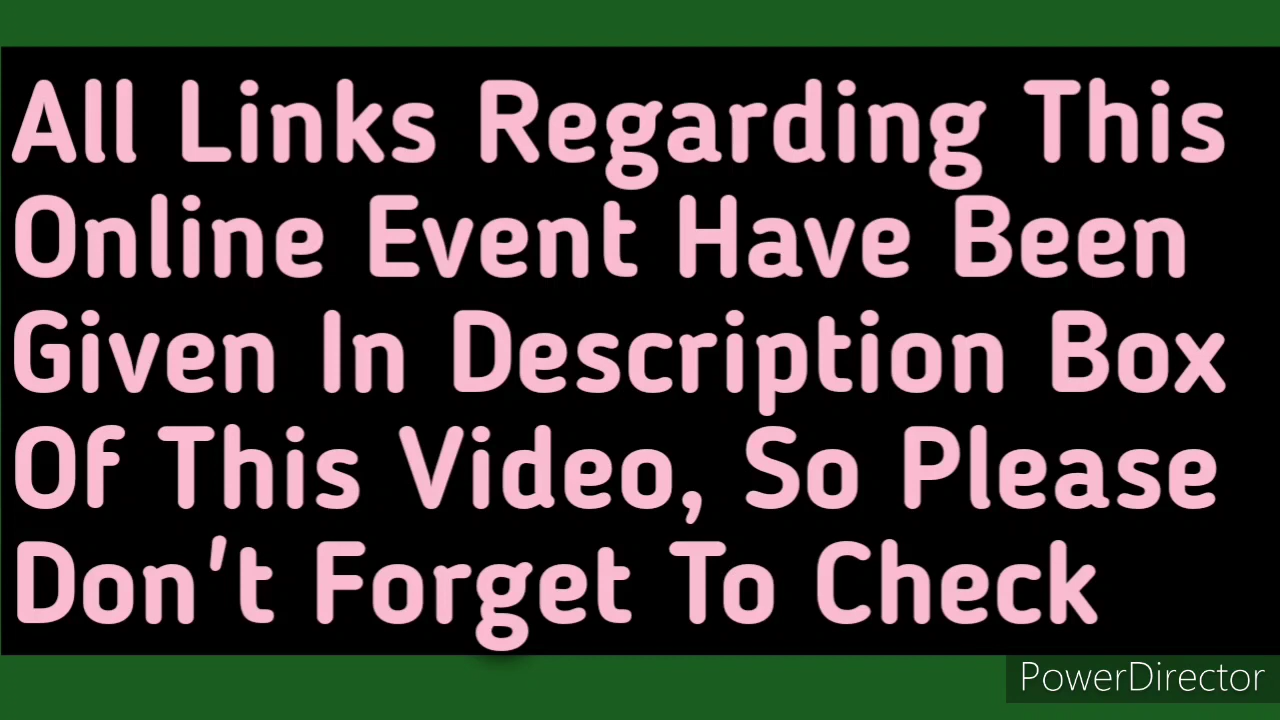 All Links Regarding This
Online Event Have Been
Given In Description Box
Of This Video, So Please
Don't Forget To Check
PowerDirector